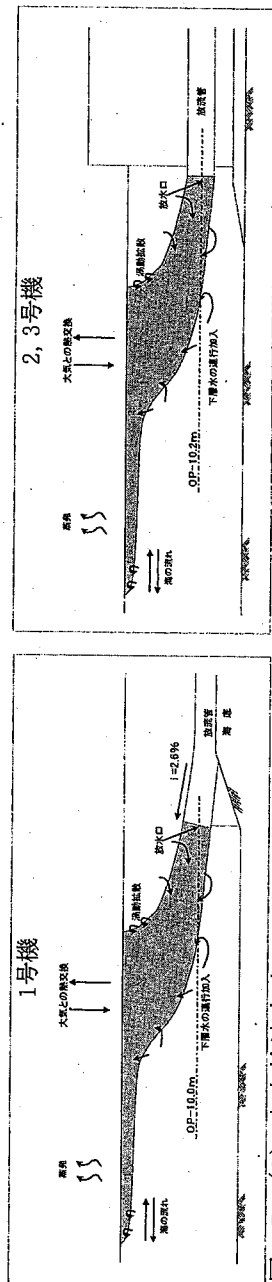 1号機
蒸発
大気との熱交換
渦動拡散
放水口
i=2.6%
放流管
海底
海の流れ
OP-10.0m
下層水の連行加入
2, 3号機
蒸発
大気との熱交換
渦動拡散
放水口
放流管
海の流れ
OP-10.2m
下層水の連行加入